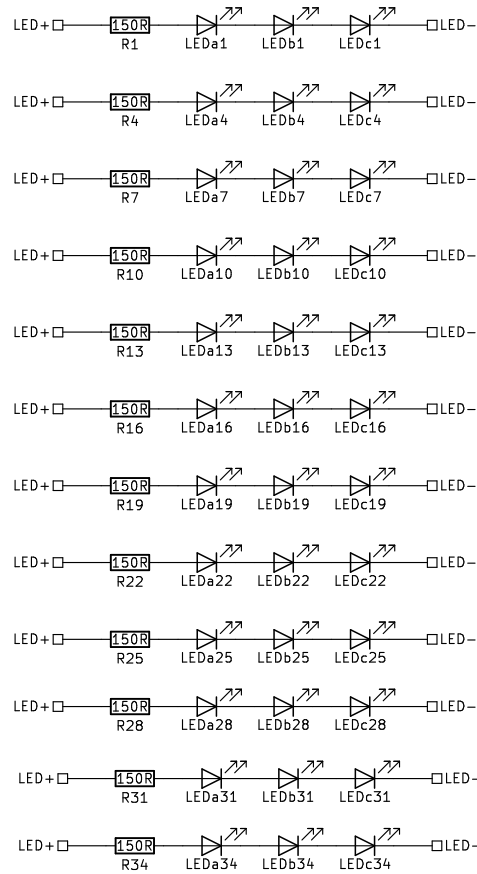 LED+ 150R LED-
R1 LEDa1 LEDb1 LEDc1
LED+ 150R LED-
R4 LEDa4 LEDb4 LEDc4
LED+ 150R LED-
R7 LEDa7 LEDb7 LEDc7
LED+ 150R LED-
R10 LEDa10 LEDb10 LEDc10
LED+ 150R LED-
R13 LEDa13 LEDb13 LEDc13
LED+ 150R LED-
R16 LEDa16 LEDb16 LEDc16
LED+ 150R LED-
R19 LEDa19 LEDb19 LEDc19
LED+ 150R LED-
R22 LEDa22 LEDb22 LEDc22
LED+ 150R LED-
R25 LEDa25 LEDb25 LEDc25
LED+ 150R LED-
R28 LEDa28 LEDb28 LEDc28
LED+ 150R LED-
R31 LEDa31 LEDb31 LEDc31
LED+ 150R LED-
R34 LEDa34 LEDb34 LEDc34